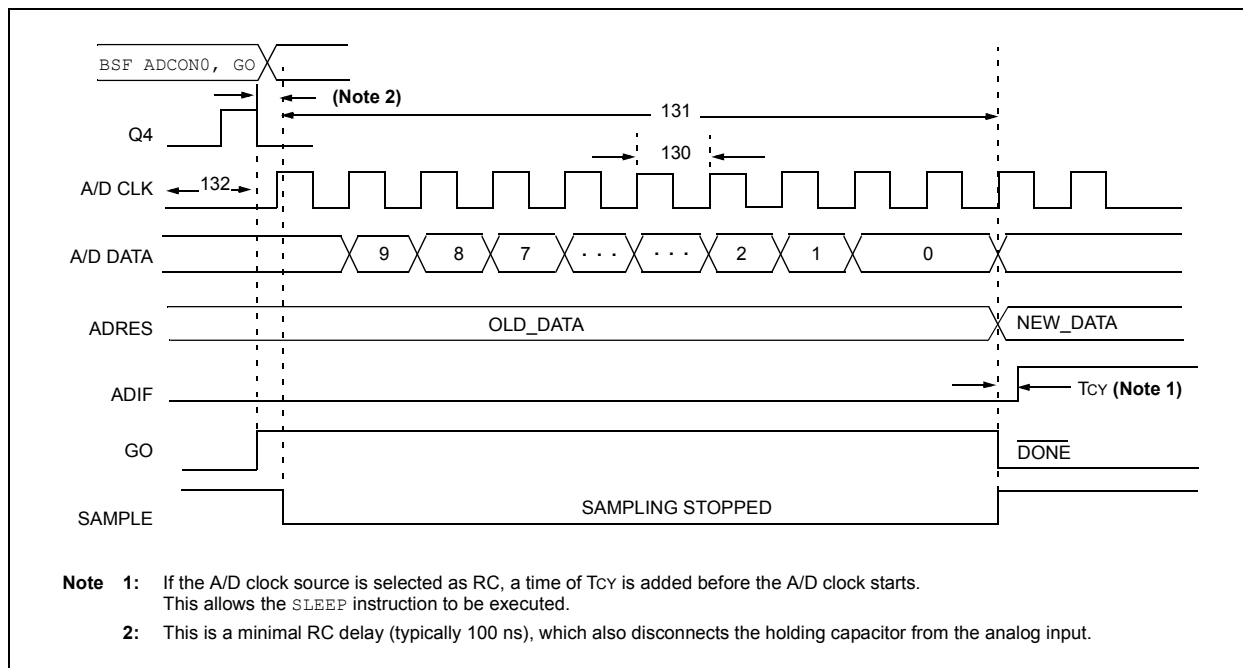 BSF ADCON0, GO
(Note 2)
131
Q4
130
A/D CLK
132
A/D DATA
9 8 7 . . . . . . 2 1 0
ADRES
OLD_DATA
NEW_DATA
ADIF
TCY (Note 1)
GO
DONE
SAMPLE
SAMPLING STOPPED
Note 1: If the A/D clock source is selected as RC, a time of TCY is added before the A/D clock starts.
This allows the SLEEP instruction to be executed.
2: This is a minimal RC delay (typically 100 ns), which also disconnects the holding capacitor from the analog input.